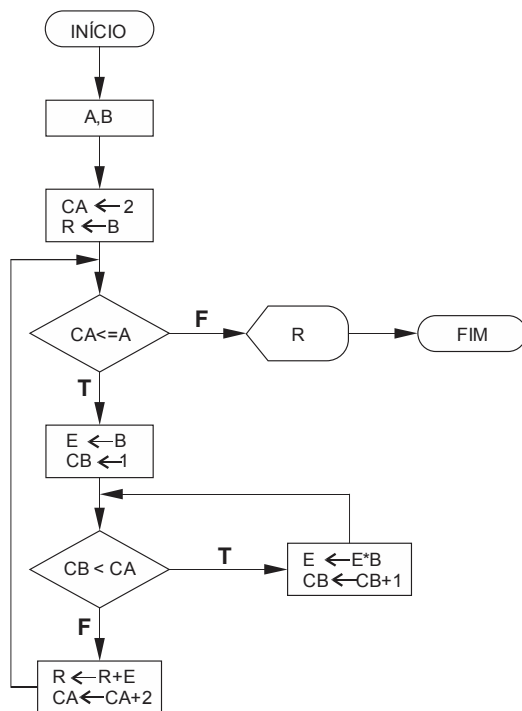 INÍCIO
A,B
CA ← 2
R ← B
CA<=A
F
R
FIM
T
E ← B
CB ← 1
CB < CA
T
E ← E*B
CB ← CB+1
F
R ← R+E
CA ← CA+2